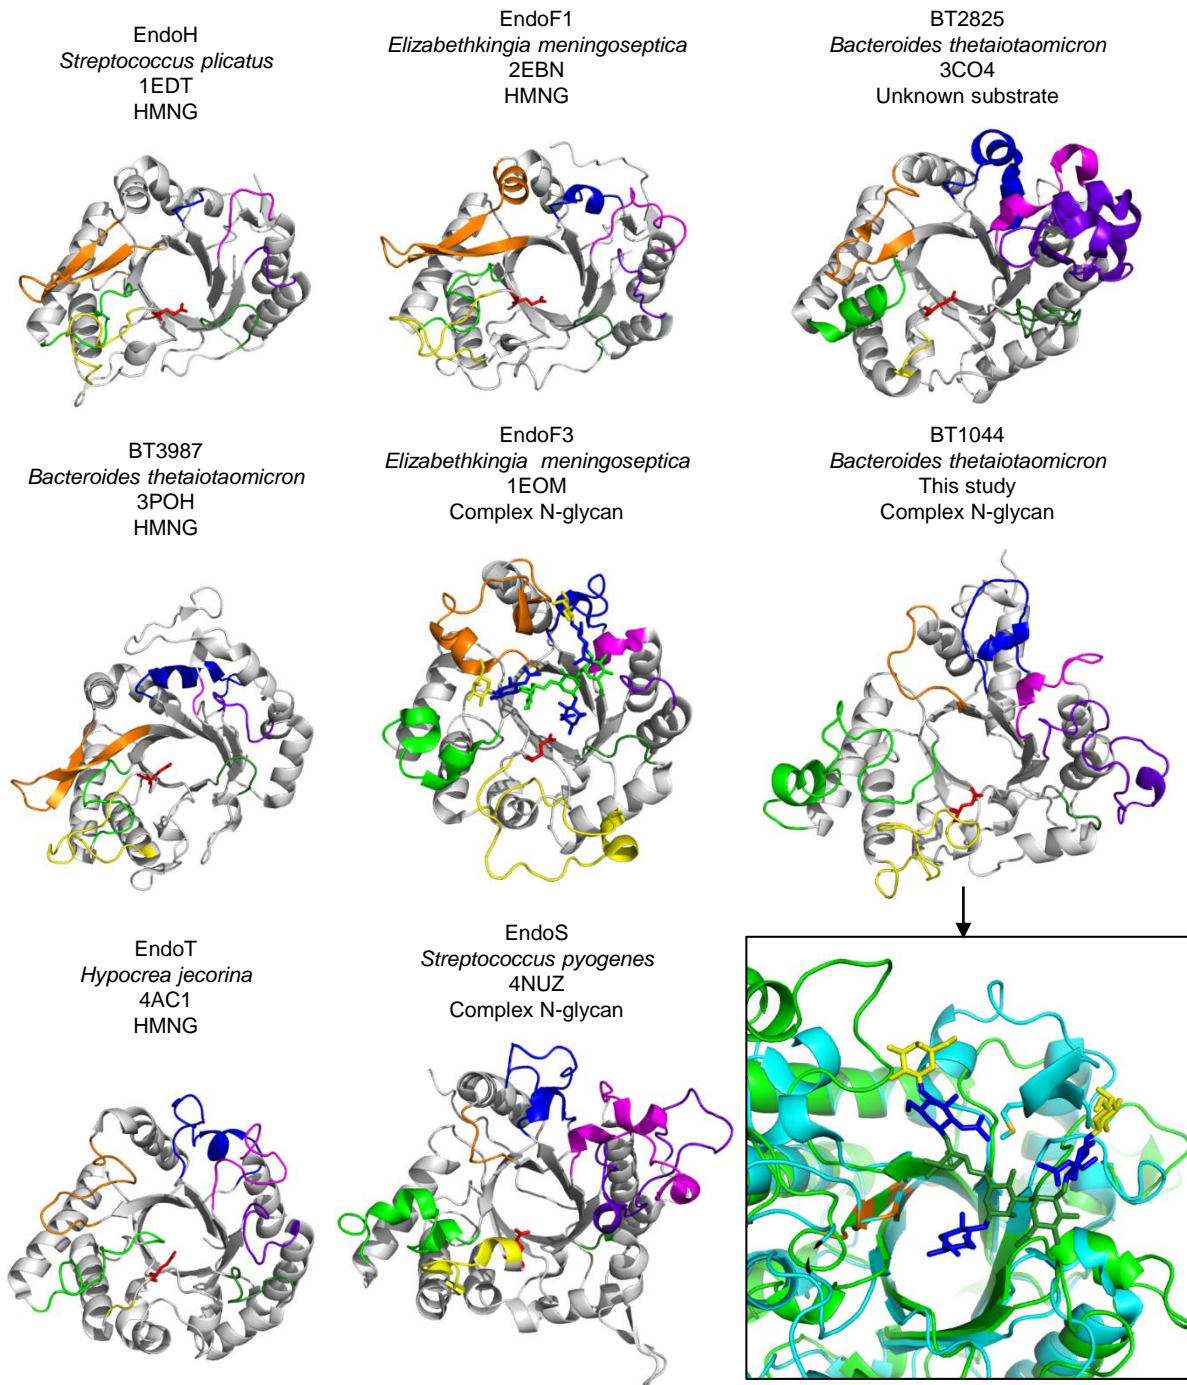 EndoH
Streptococcus plicatus
1EDT
HMNG
EndoF1
Elizabethkingia meningoseptica
2EBN
HMNG
BT2825
Bacteroides thetaiotaomicron
3CO4
Unknown substrate
BT3987
Bacteroides thetaiotaomicron
3POH
HMNG
EndoF3
Elizabethkingia meningoseptica
1EOM
Complex N-glycan
BT1044
Bacteroides thetaiotaomicron
This study
Complex N-glycan
EndoT
Hypocrea jecorina
4AC1
HMNG
EndoS
Streptococcus pyogenes
4NUZ
Complex N-glycan